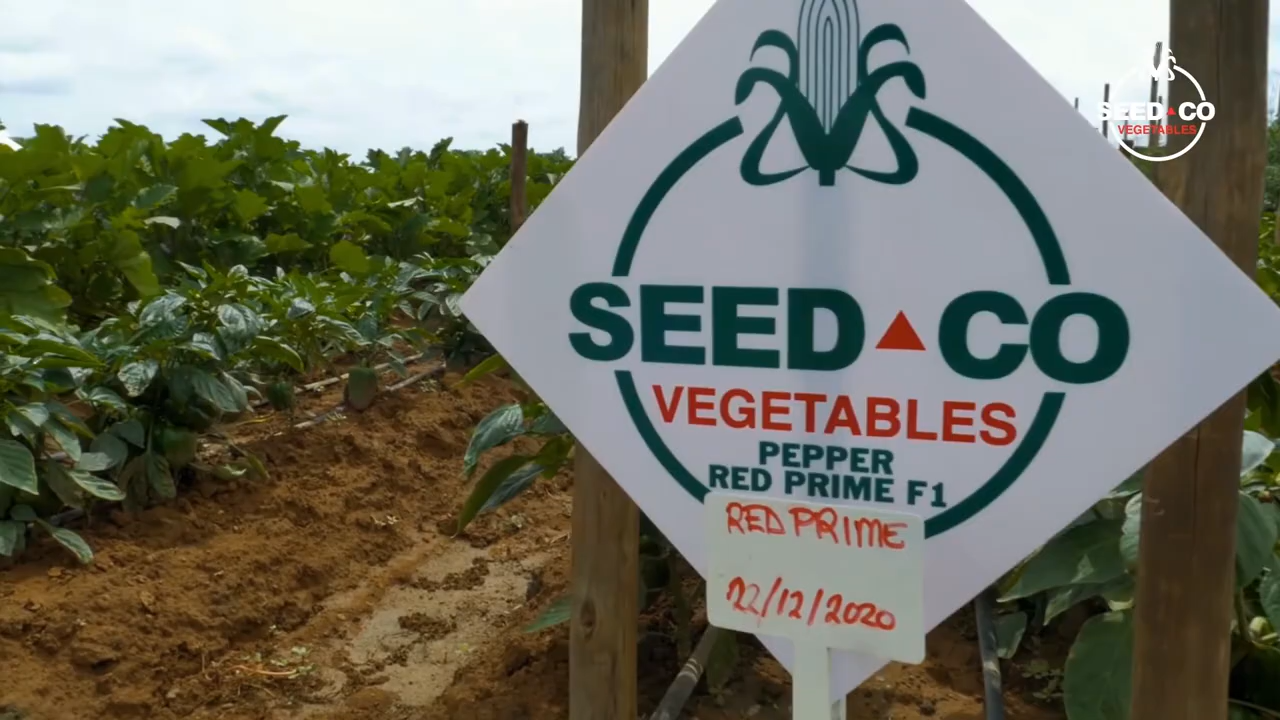 SEED CO
VEGETABLES
PEPPER
RED PRIME F1
RED PRIME
22/12/2020
SEED CO
VEGETABLES